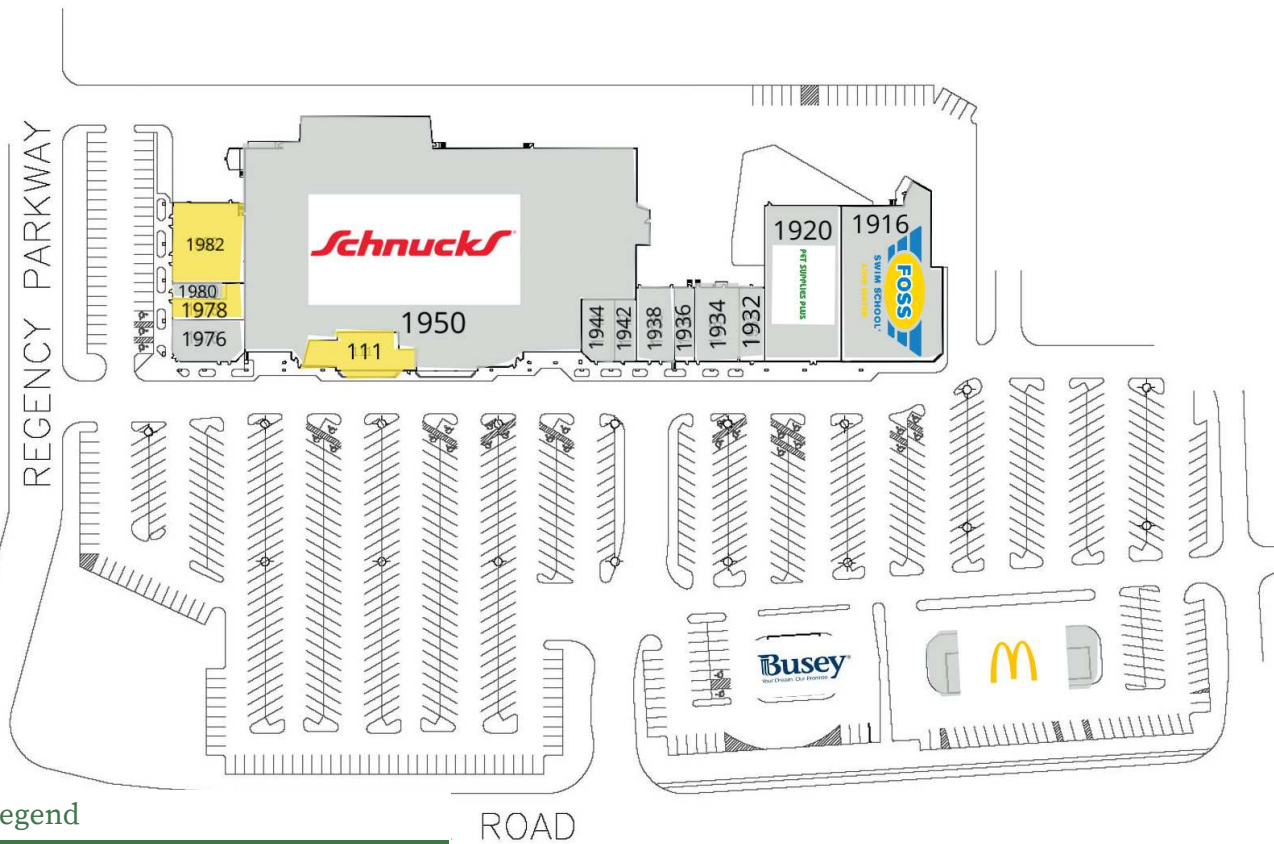 REGENCY PARKWAY
1982
1980
1978
1976
Schnucks
1950
111
1944
1942
1938
1936
1934
1932
1920
PET SUPPLIES PLUS
1916
FOSS
SWIM SCHOOL
Busey
Your Dream. Our Promise.
egend
ROAD